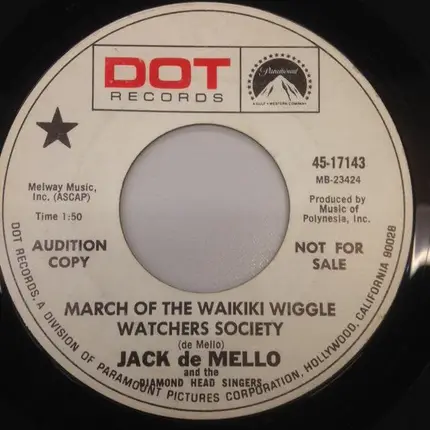 DOT
RECORDS
Paramount
A GULF+WESTERN COMPANY
45-17143
MB-23424
Melway Music,
Inc. (ASCAP)
Time 1:50
Produced by
Music of
Polynesia, Inc.
AUDITION
COPY
NOT FOR
SALE
MARCH OF THE WAIKIKI WIGGLE
WATCHERS SOCIETY
(de Mello)
JACK de MELLO
and the
DIAMOND HEAD SINGERS
DOT RECORDS, A DIVISION OF PARAMOUNT PICTURES CORPORATION, HOLLYWOOD, CALIFORNIA 90028